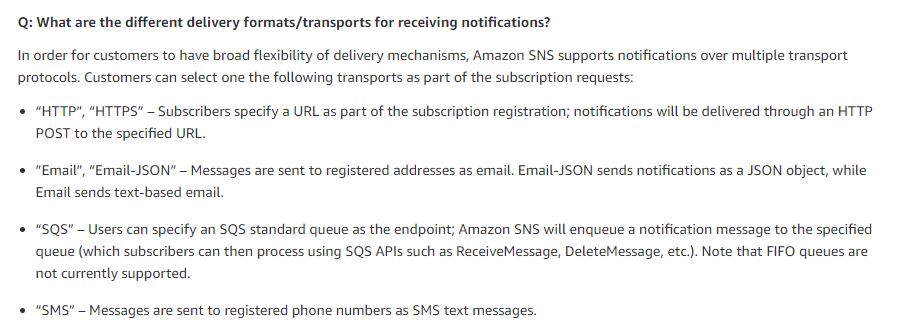 Q: What are the different delivery formats/transports for receiving notifications?
In order for customers to have broad flexibility of delivery mechanisms, Amazon SNS supports notifications over multiple transport
protocols. Customers can select one the following transports as part of the subscription requests:
• “HTTP”, “HTTPS” – Subscribers specify a URL as part of the subscription registration; notifications will be delivered through an HTTP
POST to the specified URL.
• ”Email”, “Email-JSON” – Messages are sent to registered addresses as email. Email-JSON sends notifications as a JSON object, while
Email sends text-based email.
• “SQS” – Users can specify an SQS standard queue as the endpoint; Amazon SNS will enqueue a notification message to the specified
queue (which subscribers can then process using SQS APIs such as ReceiveMessage, DeleteMessage, etc.). Note that FIFO queues are
not currently supported.
• “SMS” – Messages are sent to registered phone numbers as SMS text messages.